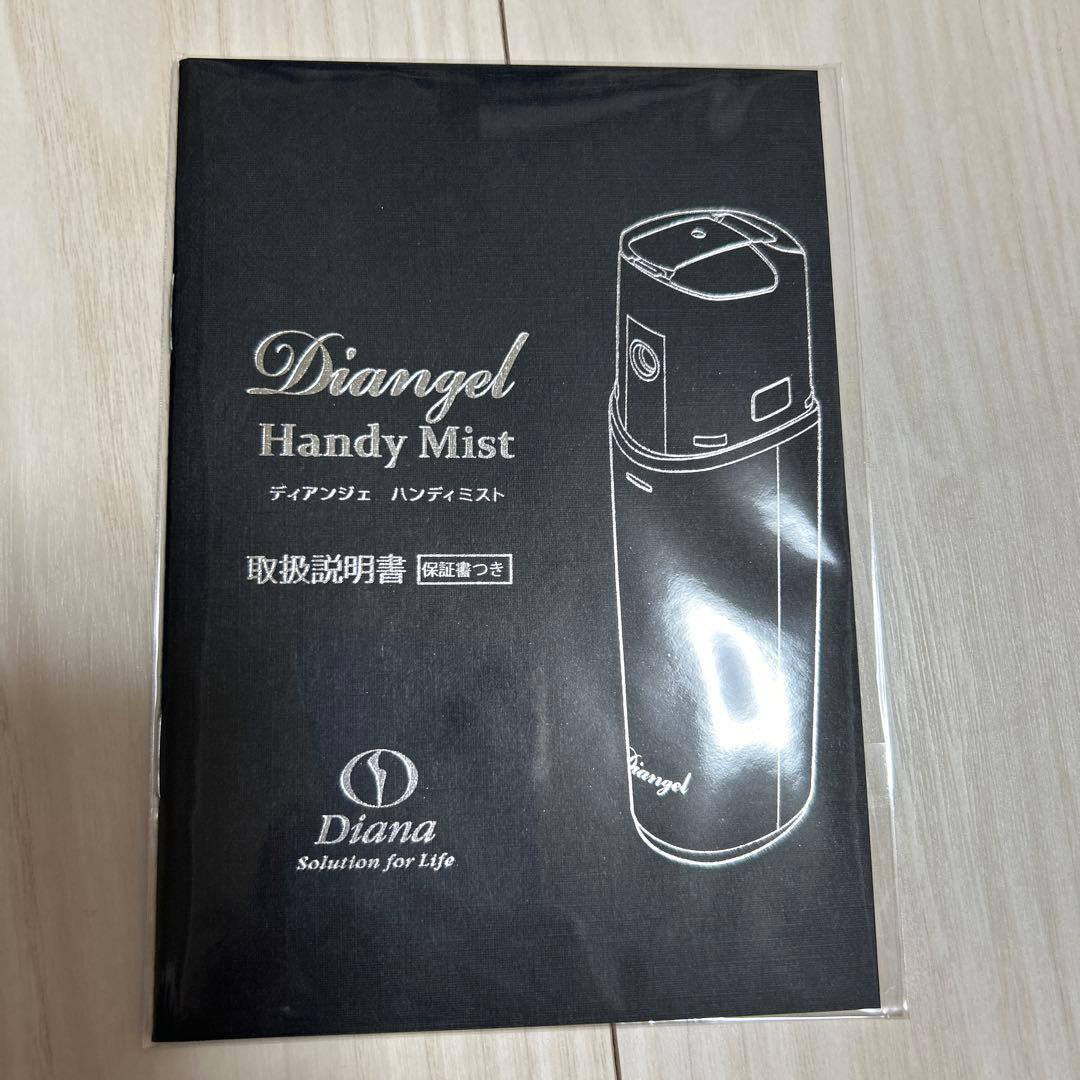 Diangel
Handy Mist
ディアンジェ ハンディミスト
取扱説明書 保証書つき
Diangel
Diana
Solution for Life